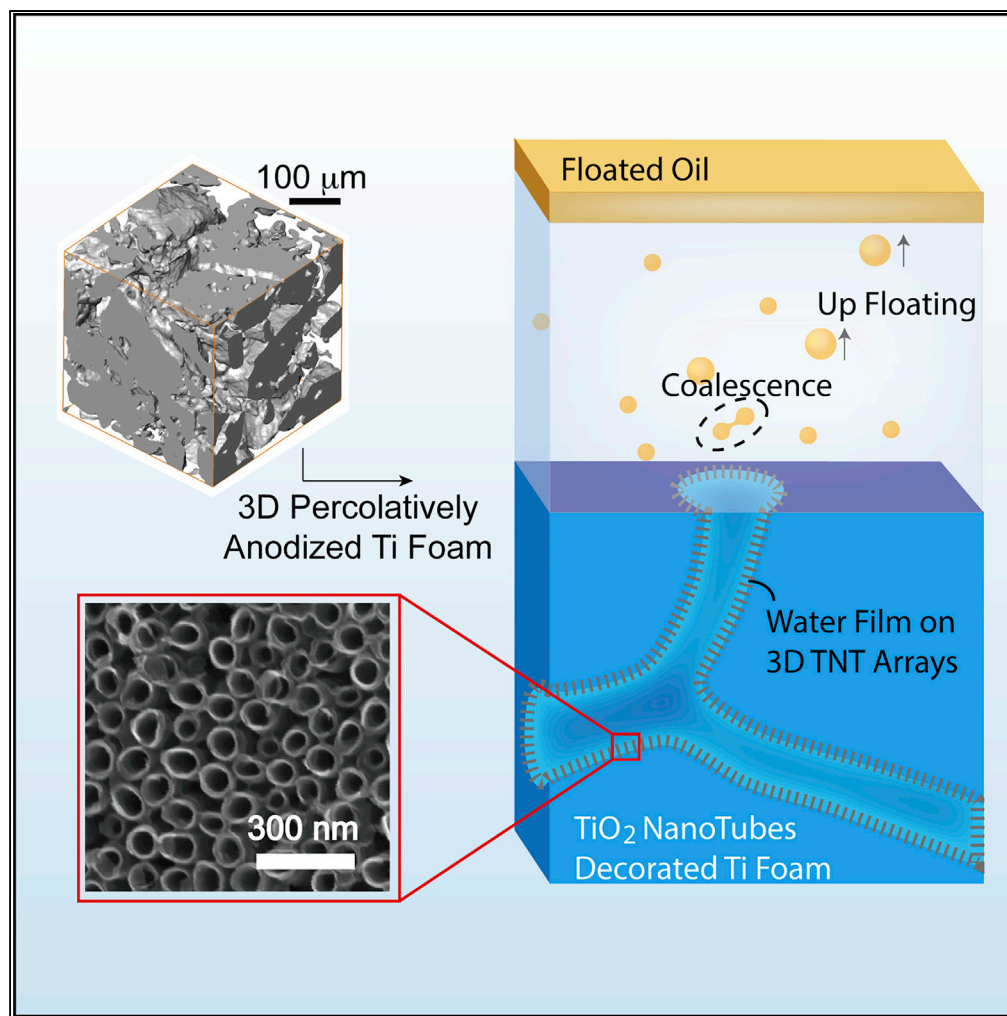 100 μm
3D Percolatively
Anodized Ti Foam
300 nm
Floated Oil
Up Floating
Coalescence
Water Film on
3D TNT Arrays
TiO₂ NanoTubes
Decorated Ti Foam